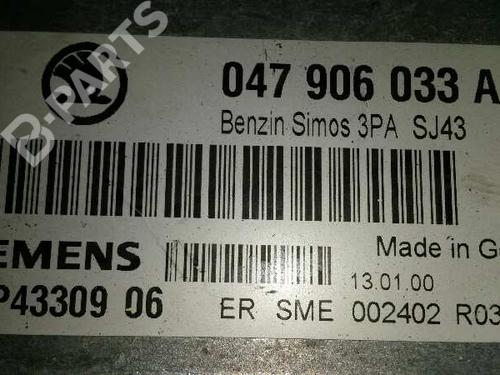 B-PARTS
047 906 033 A
Benzin Simos 3PA SJ43
EMENS
Made in Ge
13.01.00
P43309 06
ER SME 002402 R03